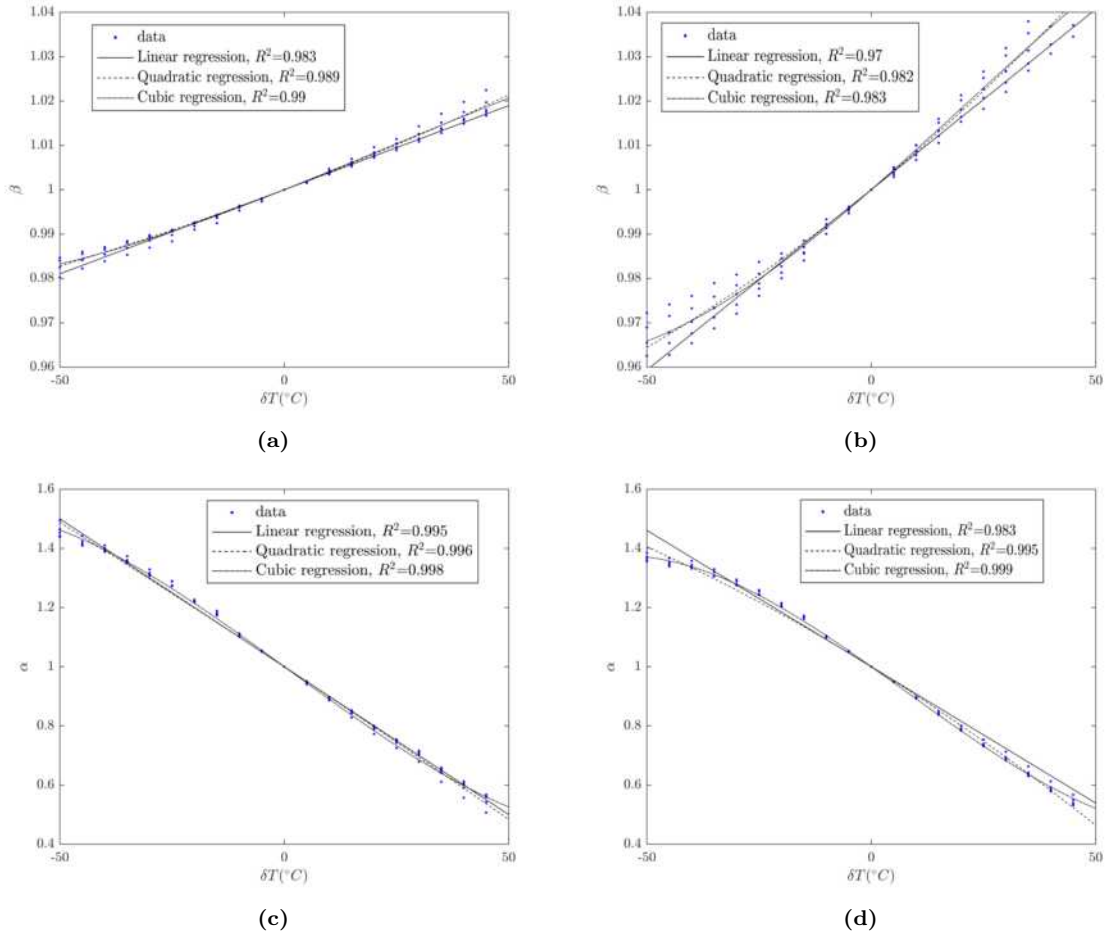 1.04
1.03
1.02
1.01
1
0.99
0.98
0.97
0.96
β
data
Linear regression, R²=0.983
Quadratic regression, R²=0.989
Cubic regression, R²=0.99
-50 0 50
δT(°C)
(a)
1.04
1.03
1.02
1.01
1
0.99
0.98
0.97
0.96
β
data
Linear regression, R²=0.97
Quadratic regression, R²=0.982
Cubic regression, R²=0.983
-50 0 50
δT(°C)
(b)
1.6
1.4
1.2
1
0.8
0.6
0.4
α
data
Linear regression, R²=0.995
Quadratic regression, R²=0.996
Cubic regression, R²=0.998
-50 0 50
δT(°C)
(c)
1.6
1.4
1.2
1
0.8
0.6
0.4
α
data
Linear regression, R²=0.983
Quadratic regression, R²=0.995
Cubic regression, R²=0.999
-50 0 50
δT(°C)
(d)